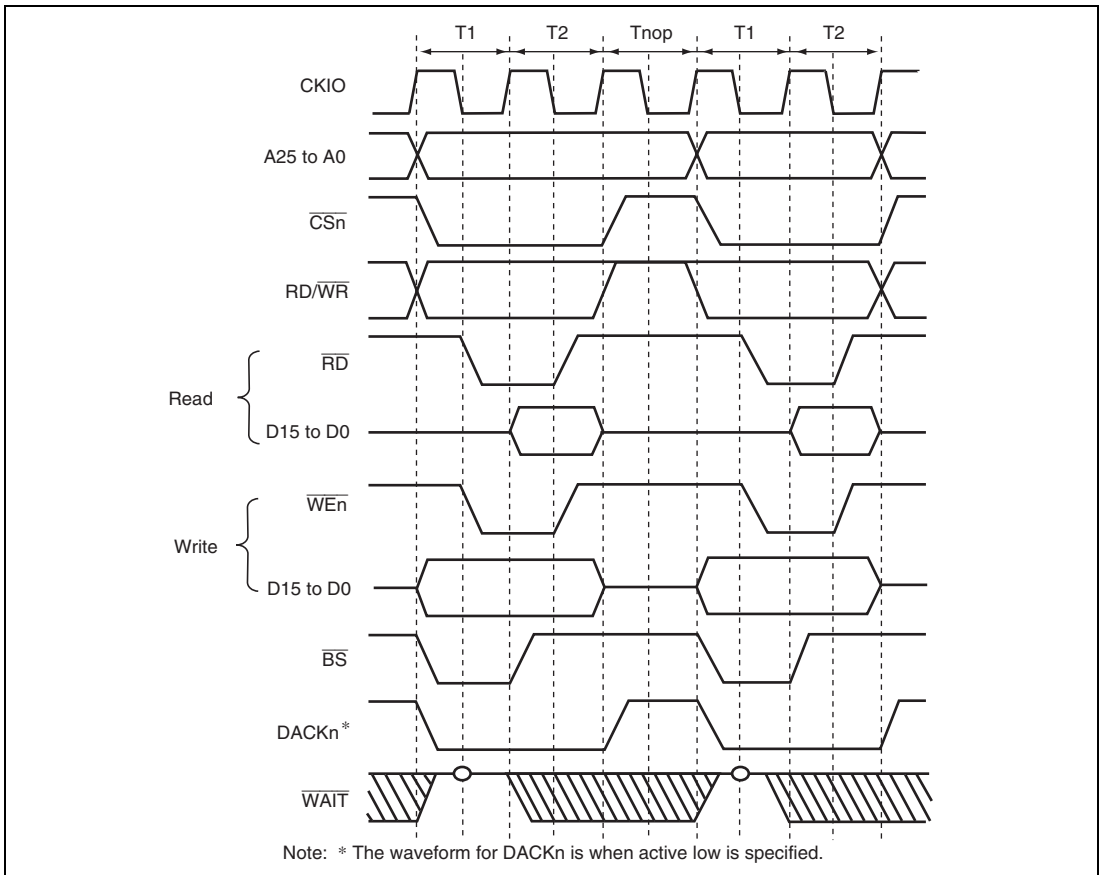 T1 T2 Tnop T1 T2
CKIO
A25 to A0
CSn
RD/WR
RD
Read
D15 to D0
WEn
Write
D15 to D0
BS
DACKn*
WAIT
Note: * The waveform for DACKn is when active low is specified.